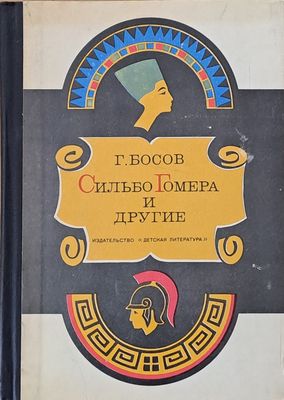 Г. БОСОВ
СИЛЬБО ГОМЕРА
И
ДРУГИЕ
ИЗДАТЕЛЬСТВО «ДЕТСКАЯ ЛИТЕРАТУРА»